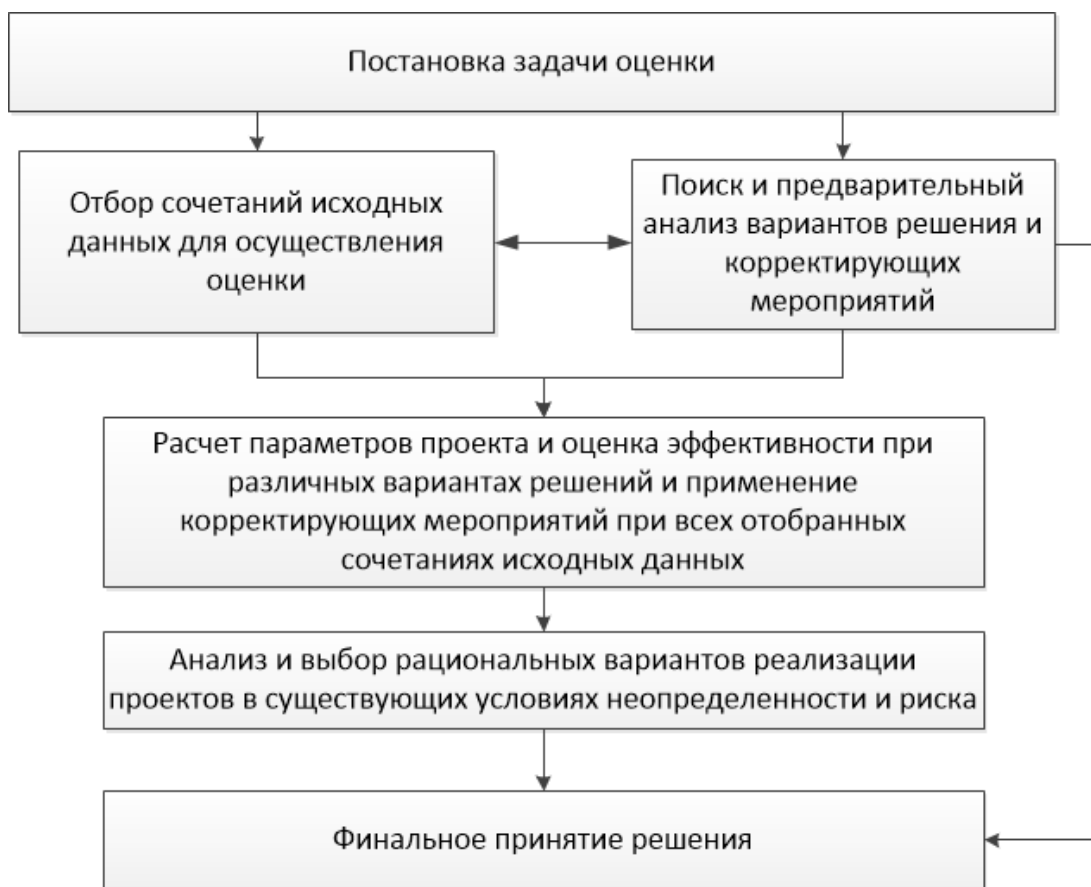 Постановка задачи оценки
Отбор сочетаний исходных
данных для осуществления
оценки
Поиск и предварительный
анализ вариантов решения и
корректирующих
мероприятий
Расчет параметров проекта и оценка эффективности при
различных вариантах решений и применение
корректирующих мероприятий при всех отобранных
сочетаниях исходных данных
Анализ и выбор рациональных вариантов реализации
проектов в существующих условиях неопределенности и риска
Финальное принятие решения